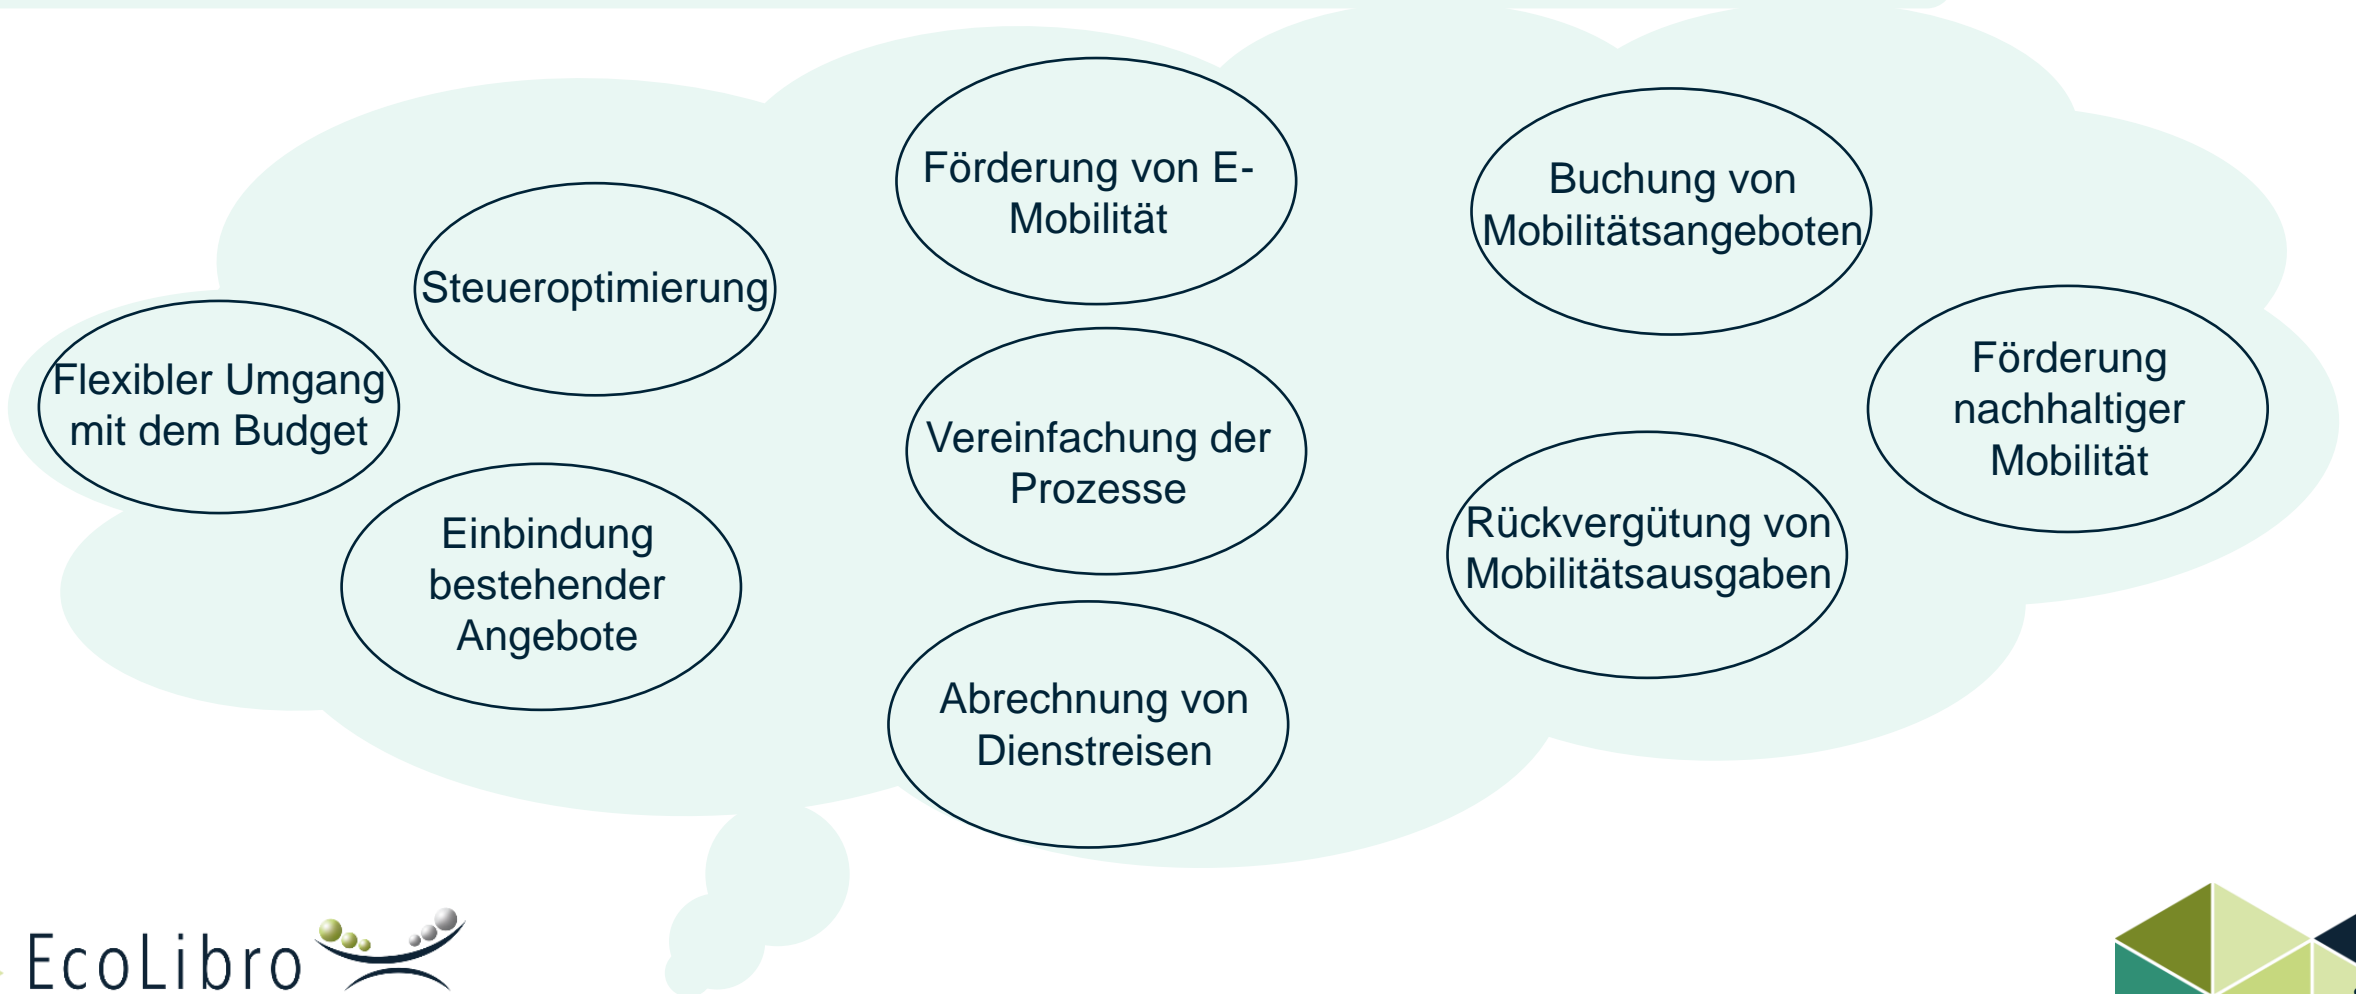 Förderung von E-
Mobilität
Buchung von
Mobilitätsangeboten
Steueroptimierung
Flexibler Umgang
mit dem Budget
Förderung
nachhaltiger
Mobilität
Vereinfachung der
Prozesse
Einbindung
bestehender
Angebote
Rückvergütung von
Mobilitätsausgaben
Abrechnung von
Dienstreisen
EcoLibro